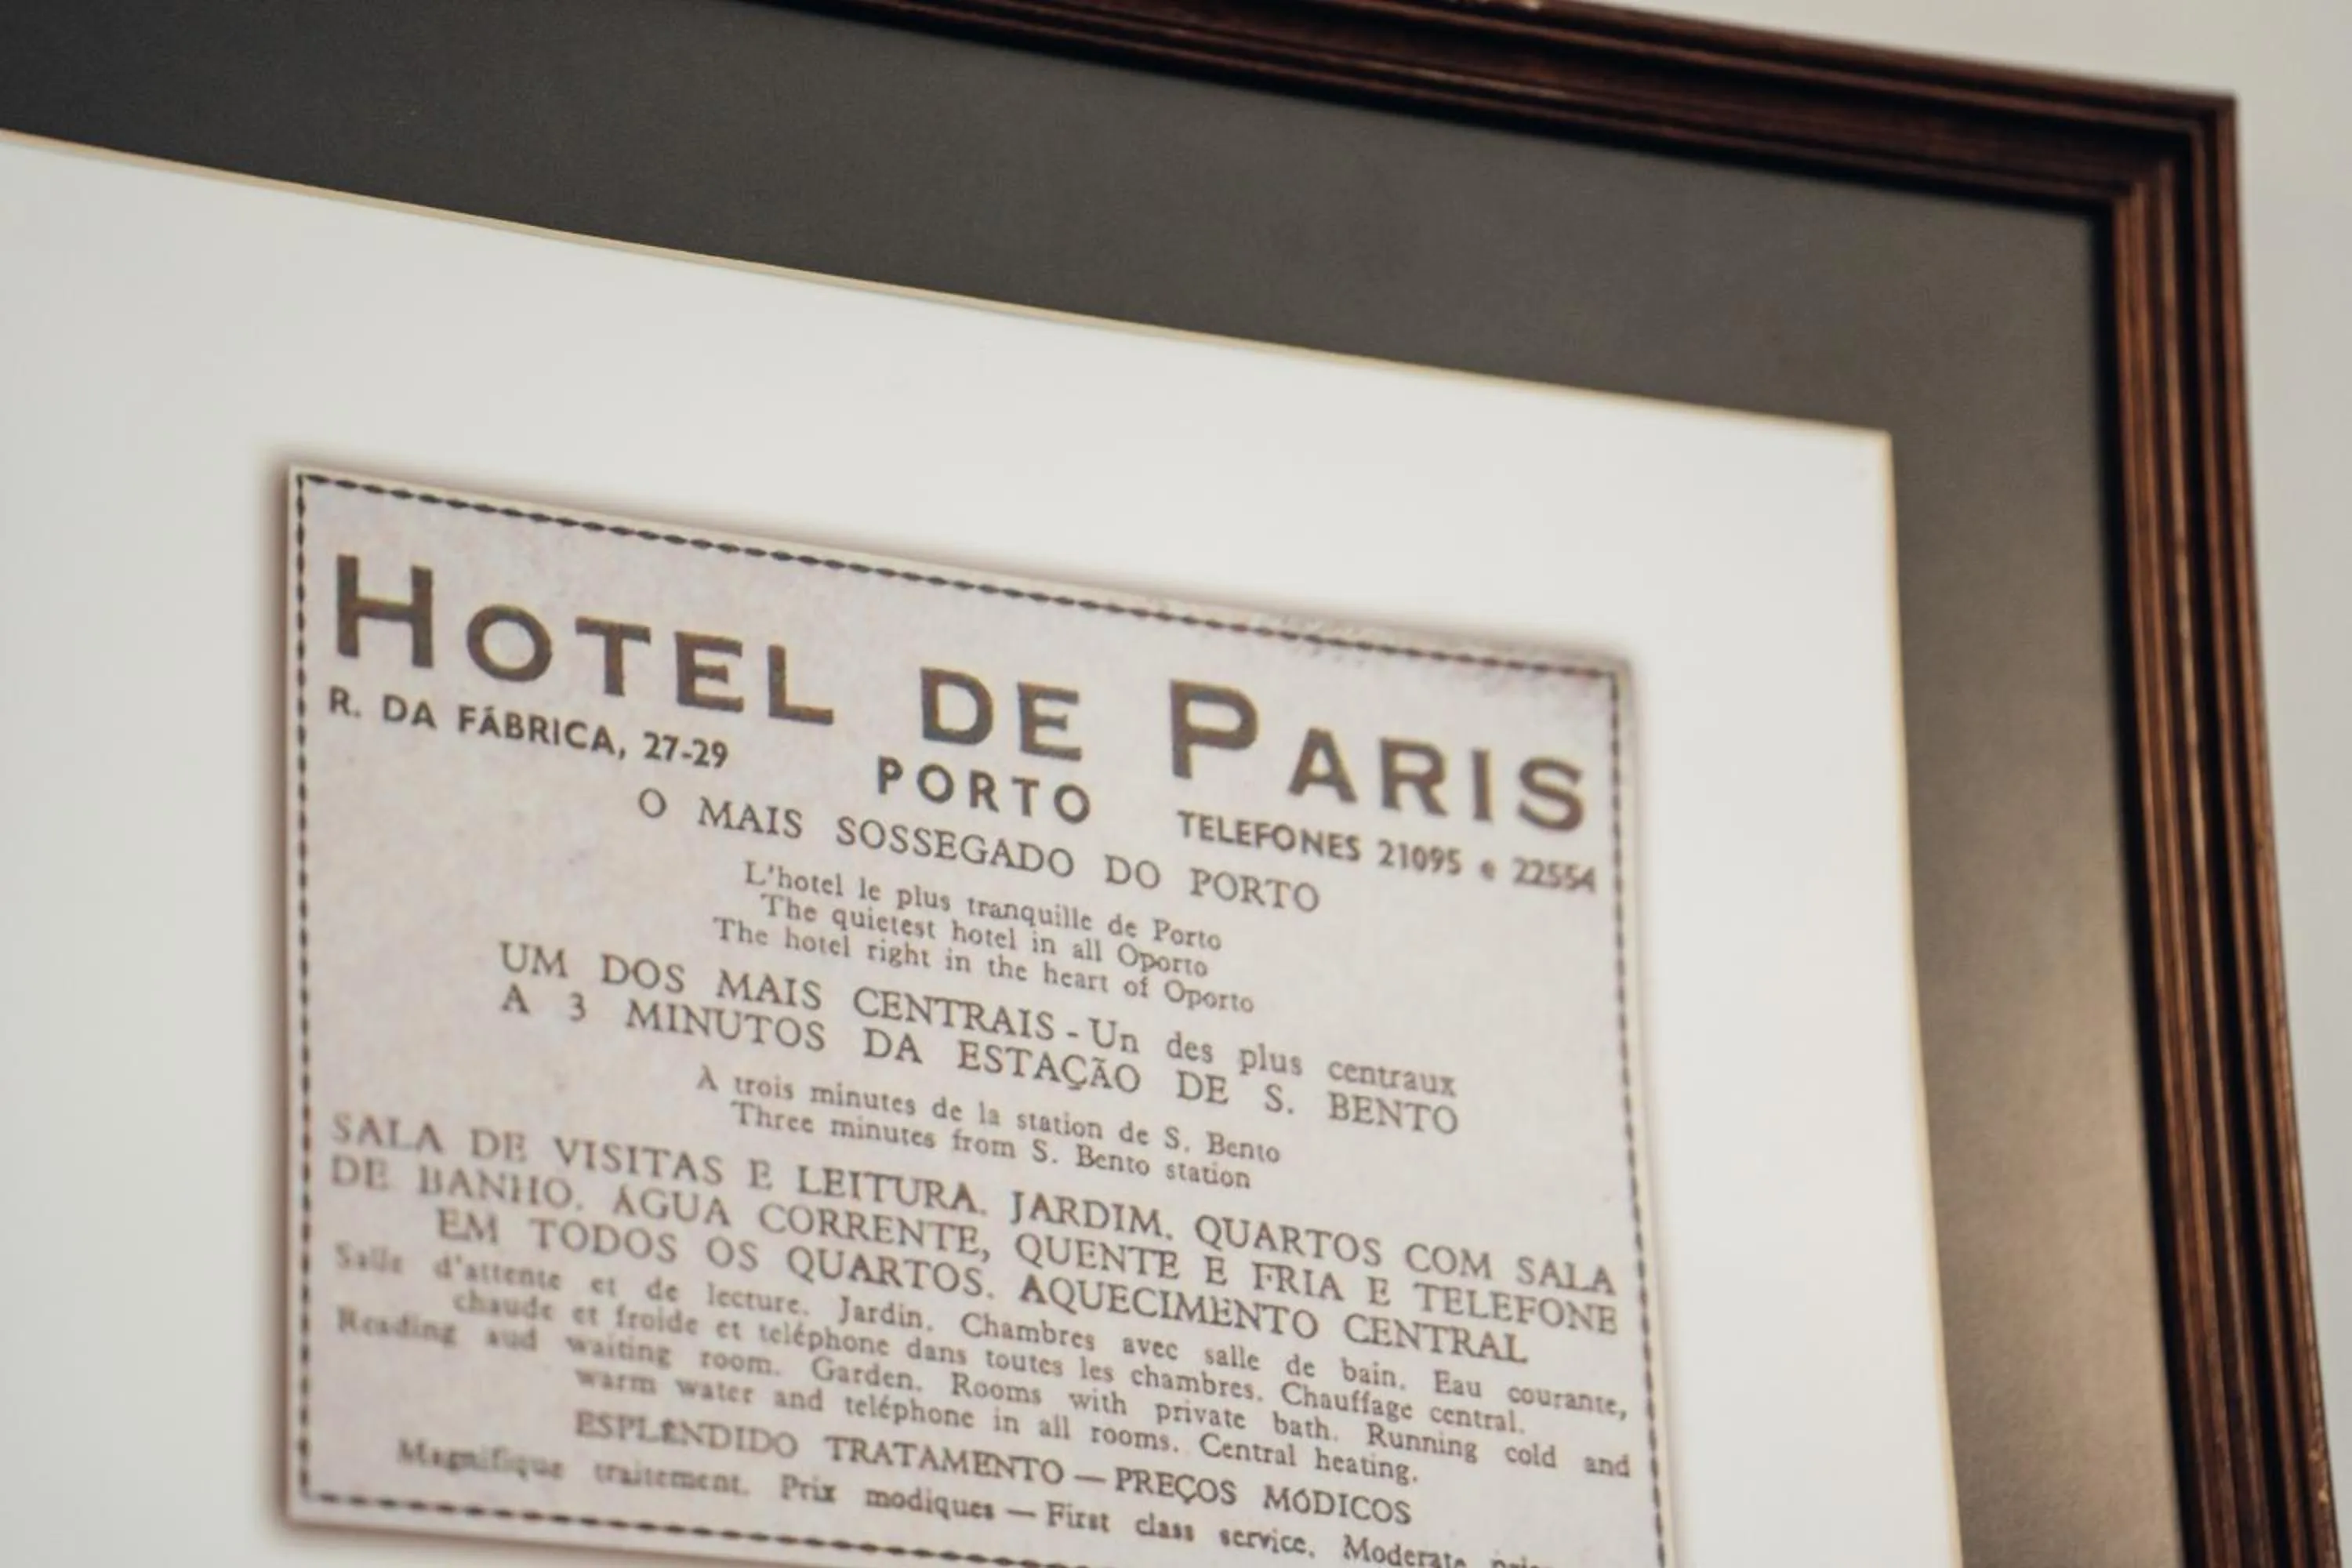 HOTEL DE PARIS
R. DA FÁBRICA, 27-29 PORTO TELEFONES 21095 e 22554
O MAIS SOSSEGADO DO PORTO
L'hotel le plus tranquille de Porto
The quietest hotel in all Oporto
The hotel right in the heart of Oporto
UM DOS MAIS CENTRAIS - Un des plus centraux
A 3 MINUTOS DA ESTAÇÃO DE S. BENTO
À trois minutes de la station de S. Bento
Three minutes from S. Bento station
SALA DE VISITAS E LEITURA. JARDIM. QUARTOS COM SALA
DE BANHO. ÁGUA CORRENTE, QUENTE E FRIA E TELEFONE
EM TODOS OS QUARTOS. AQUECIMENTO CENTRAL
Salle d'attente et de lecture. Jardin. Chambres avec salle de bain. Eau courante,
chaude et froide et teléphone dans toutes les chambres. Chauffage central.
Reading aud waiting room. Garden. Rooms with private bath. Running cold and
warm water and teléphone in all rooms. Central heating.
ESPLÊNDIDO TRATAMENTO — PREÇOS MÓDICOS
Magnifique traitement. Prix modiques — First class service. Moderate